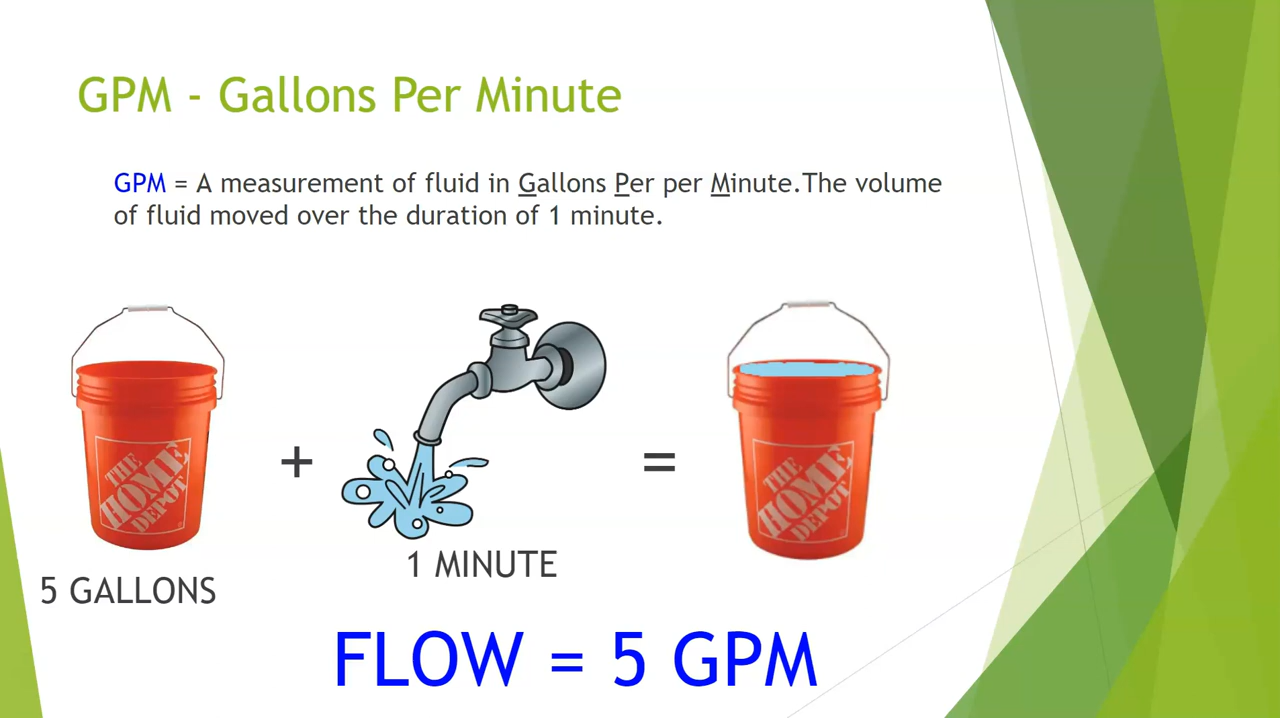 GPM - Gallons Per Minute
GPM = A measurement of fluid in Gallons Per per Minute.The volume
of fluid moved over the duration of 1 minute.
THE
HOME
DEPOT
+
=
THE
HOME
DEPOT
1 MINUTE
5 GALLONS
FLOW = 5 GPM